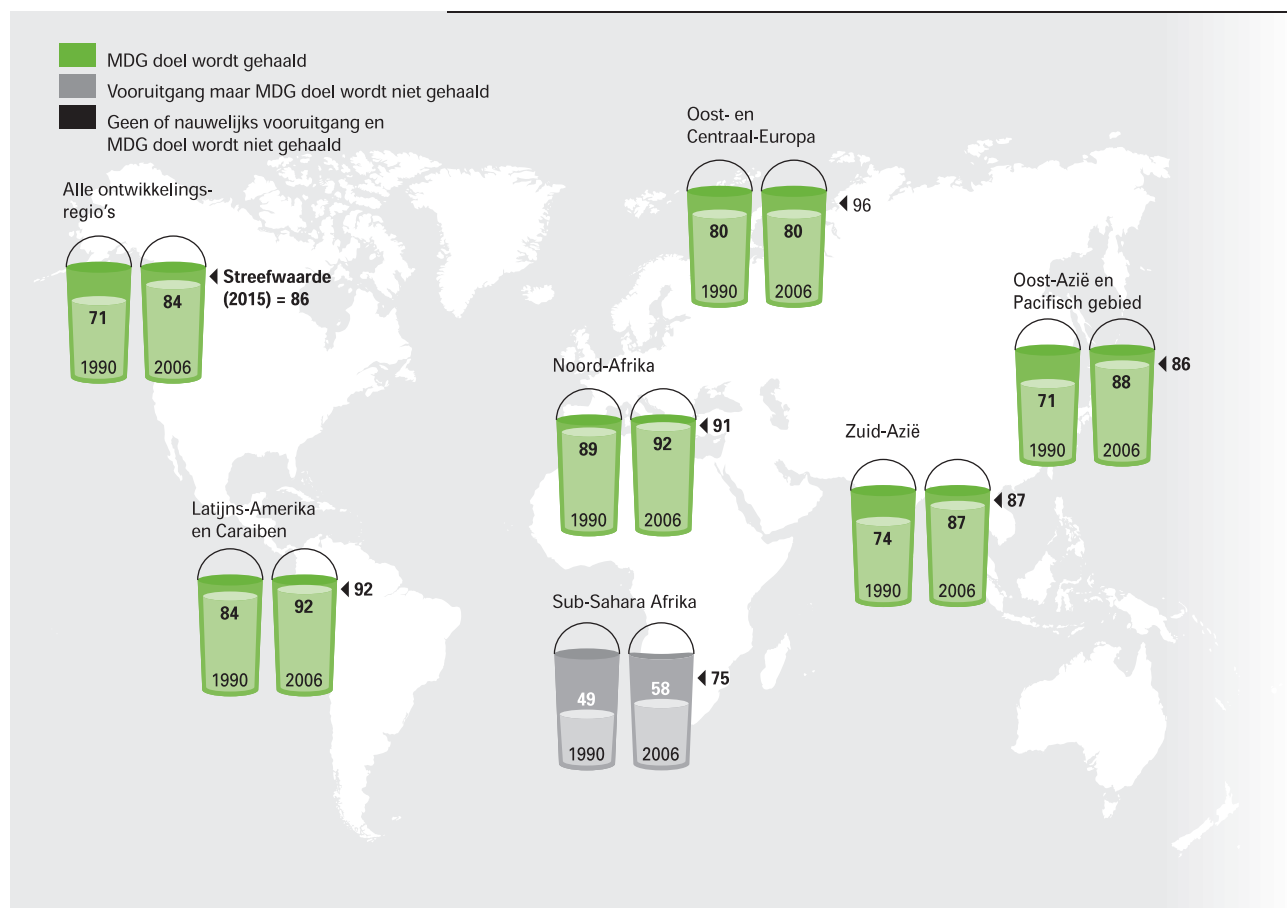 MDG doel wordt gehaald
Vooruitgang maar MDG doel wordt niet gehaald
Geen of nauwelijks vooruitgang en
MDG doel wordt niet gehaald
Alle ontwikkelings-
regio's
71
1990
84
2006
Streefwaarde
(2015) = 86
Oost- en
Centraal-Europa
80
1990
80
2006
96
Oost-Azië en
Pacifisch gebied
71
1990
88
2006
86
Noord-Afrika
89
1990
92
2006
91
Zuid-Azië
74
1990
87
2006
87
Latijns-Amerika
en Caraiben
84
1990
92
2006
92
Sub-Sahara Afrika
49
1990
58
2006
75